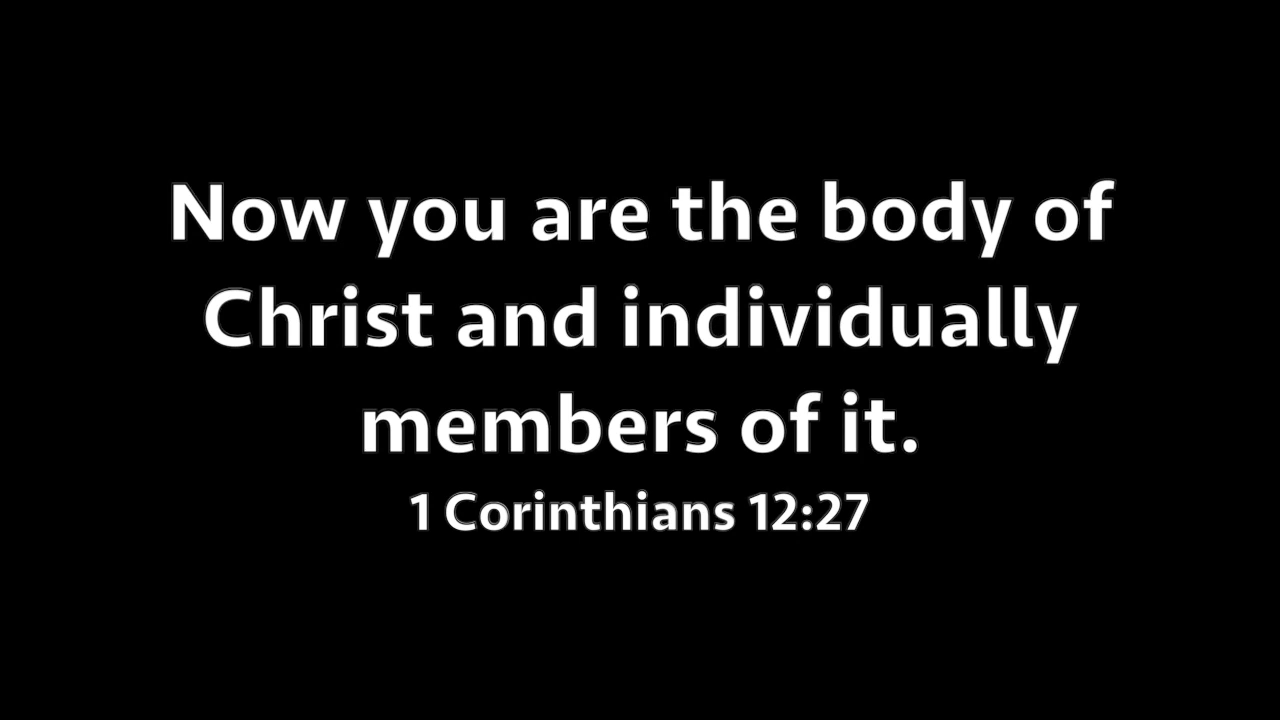 Now you are the body of
Christ and individually
members of it.
1 Corinthians 12:27